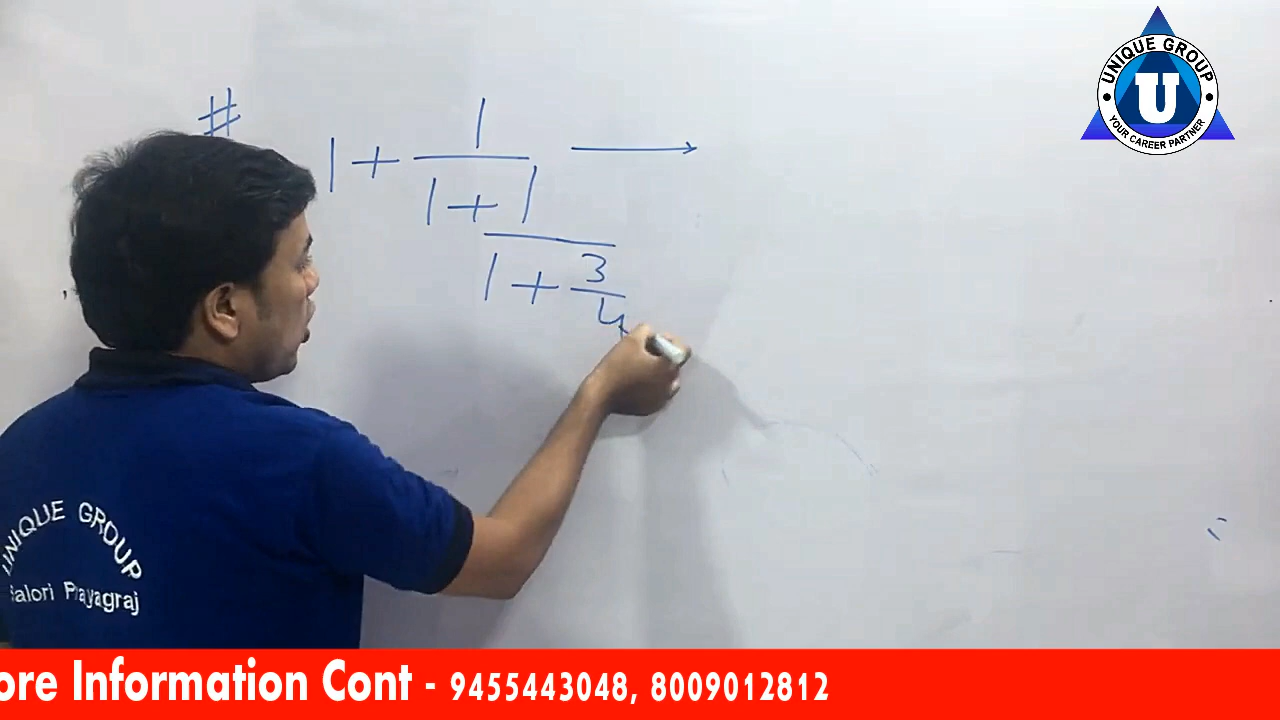 UNIQUE GROUP
U
YOUR CAREER PARTNER
#
1 + 1 →
1 + 1
1 + 3
4
UNIQUE GROUP
Salori Prayagraj
ore Information Cont - 9455443048, 8009012812